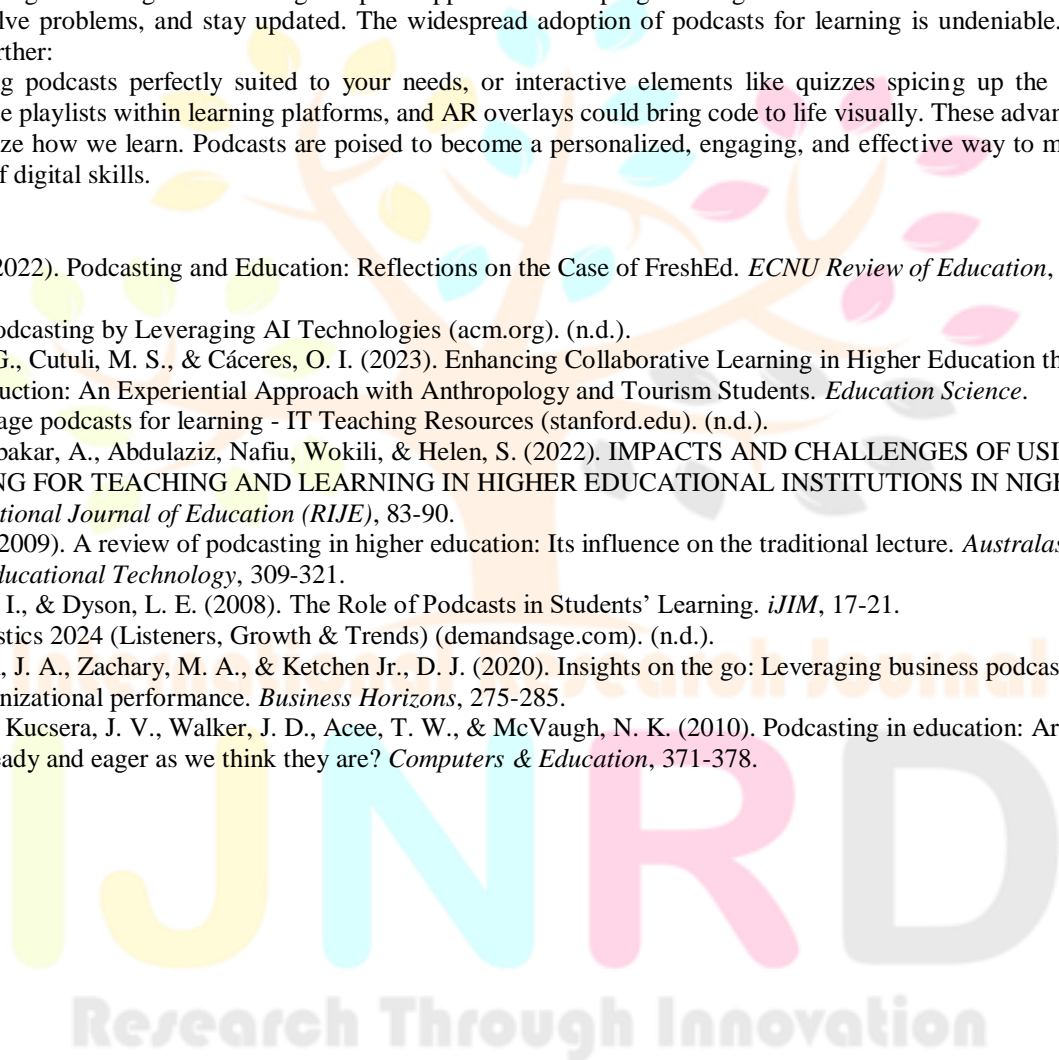 lve problems, and stay updated. The widespread adoption of podcasts for learning is undeniable.
rther:
g podcasts perfectly suited to your needs, or interactive elements like quizzes spicing up the
e playlists within learning platforms, and AR overlays could bring code to life visually. These advan
ze how we learn. Podcasts are poised to become a personalized, engaging, and effective way to m
f digital skills.
2022). Podcasting and Education: Reflections on the Case of FreshEd. ECNU Review of Education,
odcasting by Leveraging AI Technologies (acm.org). (n.d.).
G., Cutuli, M. S., & Cáceres, O. I. (2023). Enhancing Collaborative Learning in Higher Education th
uction: An Experiential Approach with Anthropology and Tourism Students. Education Science.
age podcasts for learning - IT Teaching Resources (stanford.edu). (n.d.).
bakar, A., Abdulaziz, Nafiu, Wokili, & Helen, S. (2022). IMPACTS AND CHALLENGES OF USI
NG FOR TEACHING AND LEARNING IN HIGHER EDUCATIONAL INSTITUTIONS IN NIGE
tional Journal of Education (RIJE), 83-90.
2009). A review of podcasting in higher education: Its influence on the traditional lecture. Australas
ducational Technology, 309-321.
I., & Dyson, L. E. (2008). The Role of Podcasts in Students’ Learning. iJIM, 17-21.
stics 2024 (Listeners, Growth & Trends) (demandsage.com). (n.d.).
, J. A., Zachary, M. A., & Ketchen Jr., D. J. (2020). Insights on the go: Leveraging business podcas
nizational performance. Business Horizons, 275-285.
International Research Journal
Kucsera, J. V., Walker, J. D., Acee, T. W., & McVaugh, N. K. (2010). Podcasting in education: Ar
eady and eager as we think they are? Computers & Education, 371-378.
IJNRD
Research Through Innovation